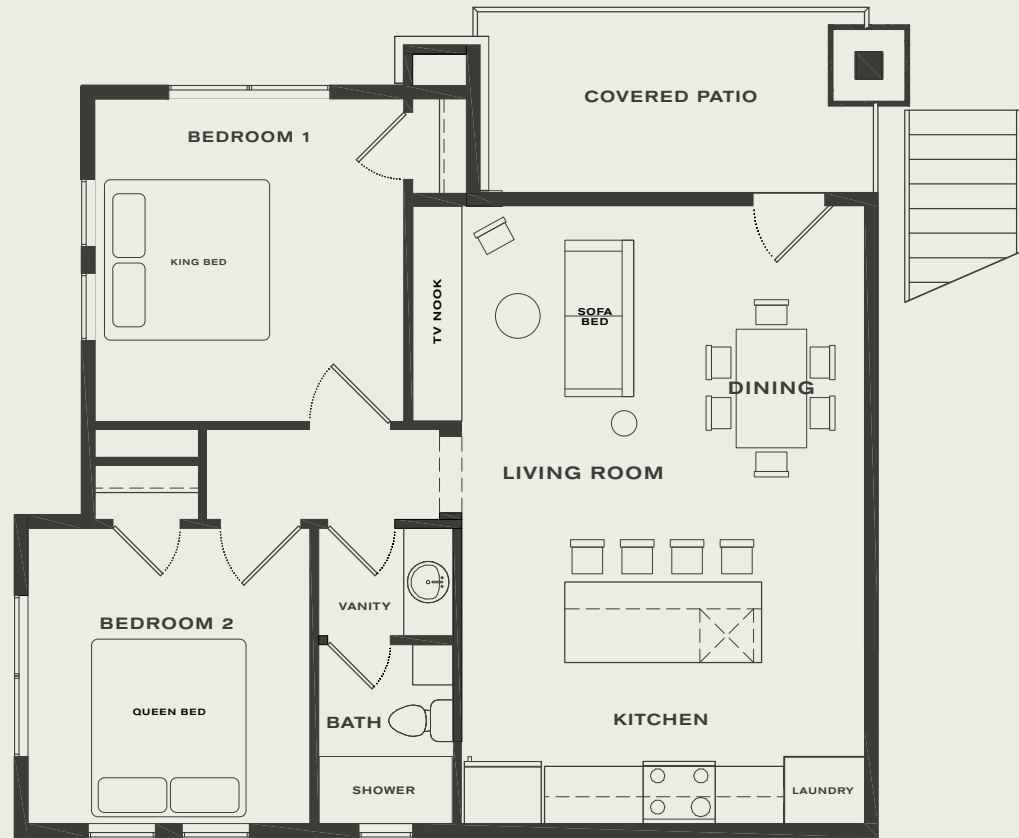 COVERED PATIO
BEDROOM 1
KING BED
TV NOOK
SOFA
BED
DINING
LIVING ROOM
VANITY
BEDROOM 2
QUEEN BED
BATH
KITCHEN
SHOWER
LAUNDRY